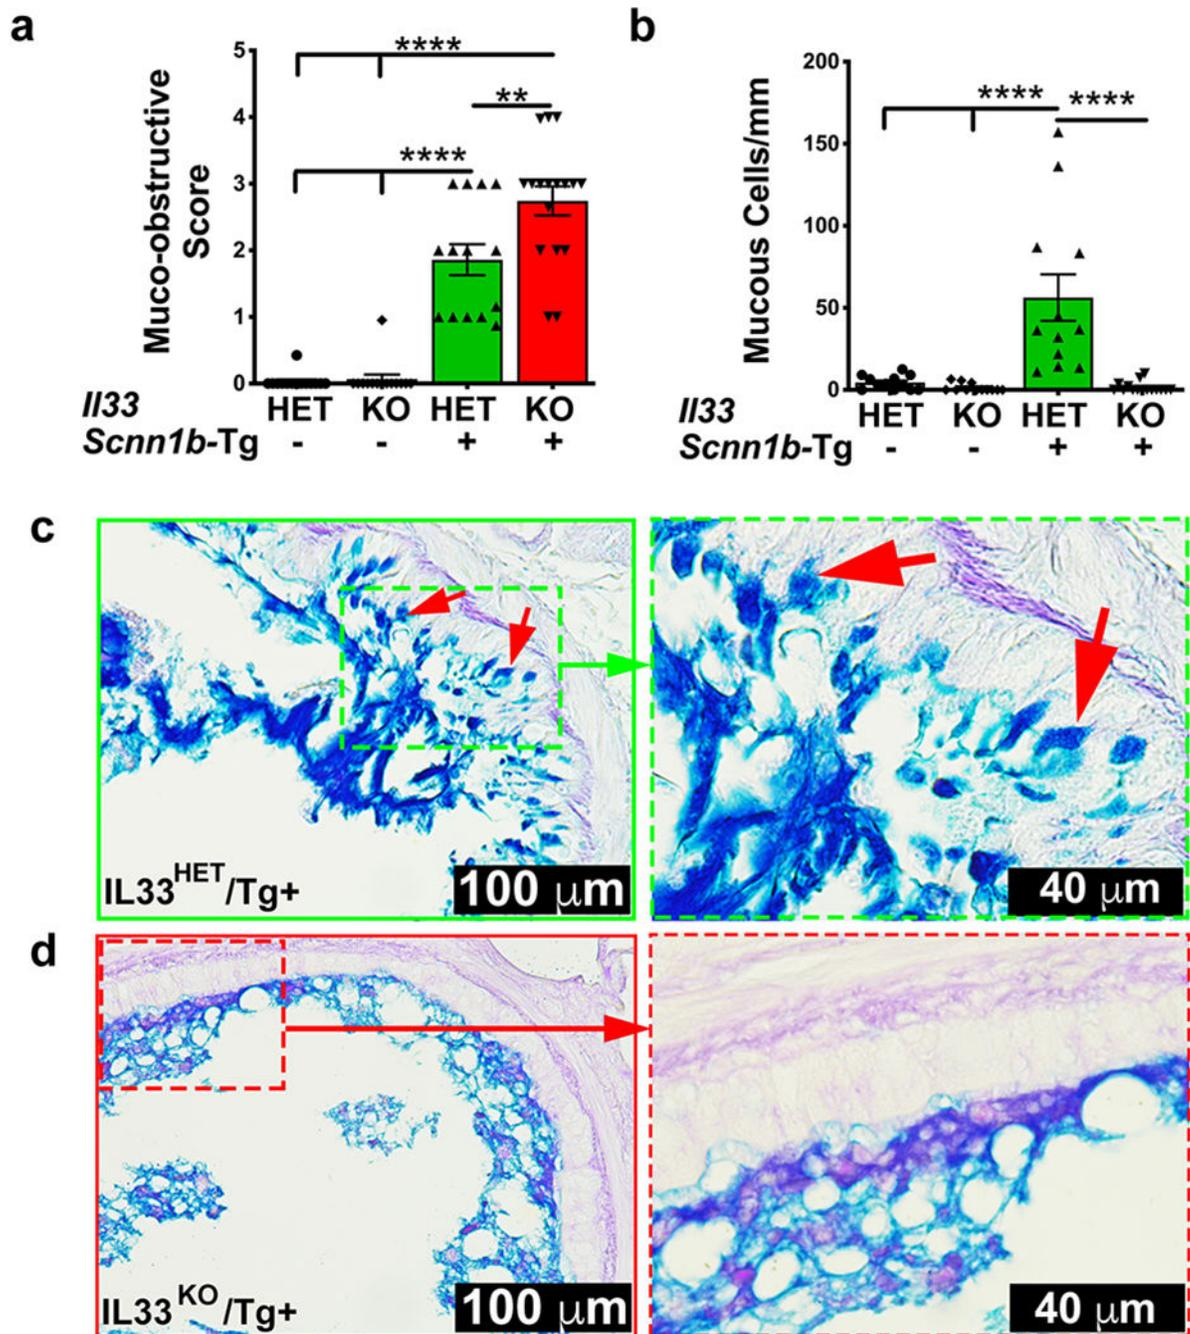 a
Muco-obstructive
Score
5
4
3
2
1
0
****
**
****
HET KO HET KO
Il33
Scnn1b-Tg - - + +
b
Mucous Cells/mm
200
150
100
50
0
**** ****
HET KO HET KO
Il33
Scnn1b-Tg - - + +
c
IL33HET/Tg+
100 μm
40 μm
d
IL33KO/Tg+
100 μm
40 μm